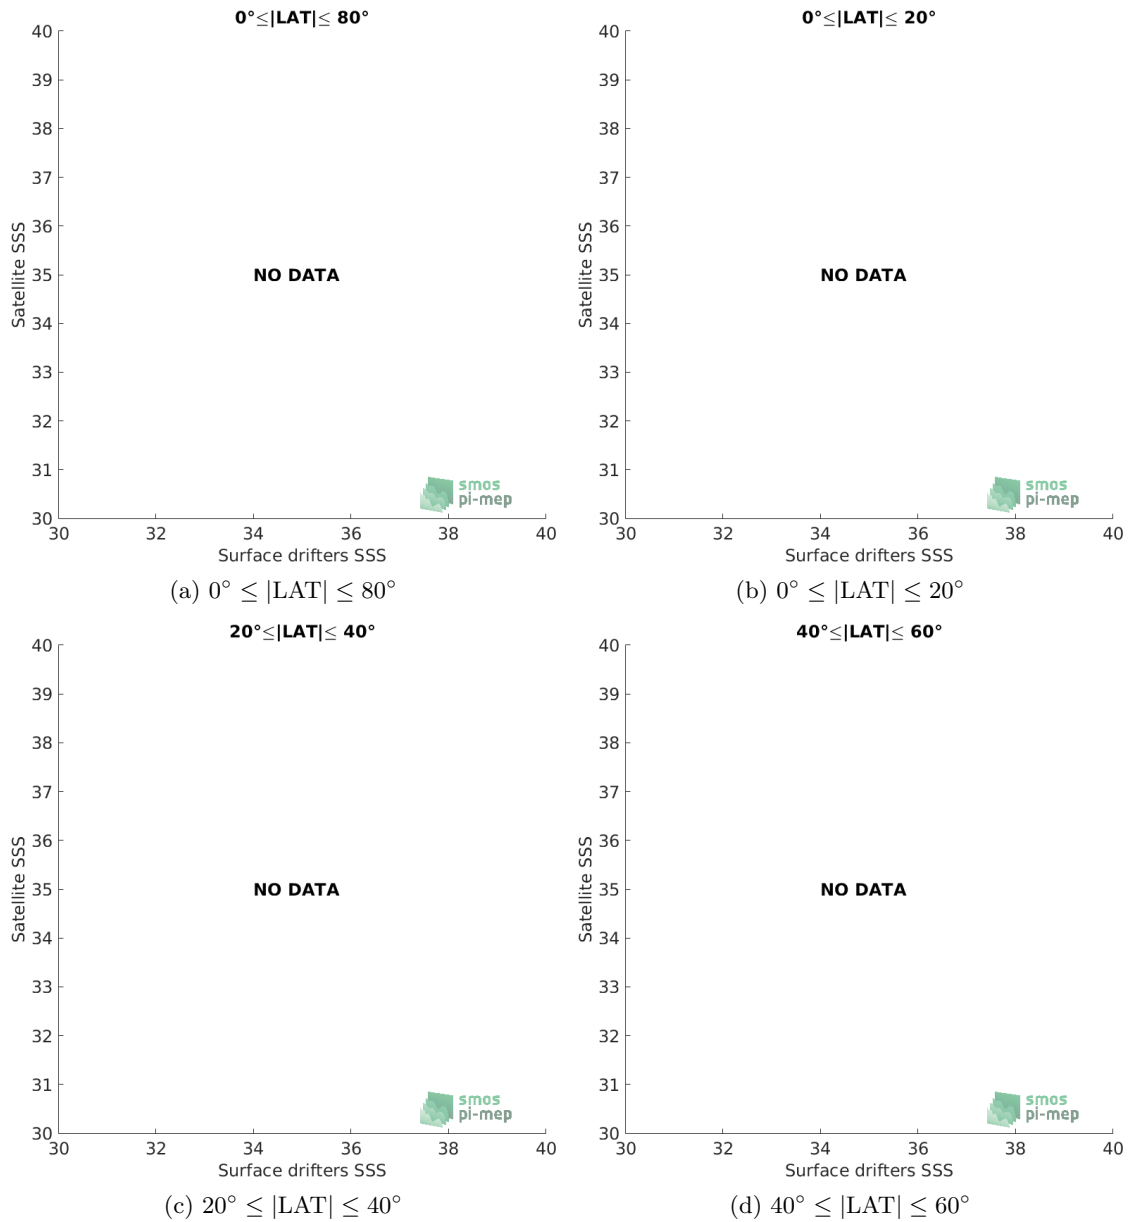 0°≤|LAT|≤ 80°
40
39
38
37
36
35
34
33
32
31
30
Satellite SSS
NO DATA
smos
pi-mep
30 32 34 36 38 40
Surface drifters SSS
(a) 0° ≤ |LAT| ≤ 80°
0°≤|LAT|≤ 20°
40
39
38
37
36
35
34
33
32
31
30
Satellite SSS
NO DATA
smos
pi-mep
30 32 34 36 38 40
Surface drifters SSS
(b) 0° ≤ |LAT| ≤ 20°
20°≤|LAT|≤ 40°
40
39
38
37
36
35
34
33
32
31
30
Satellite SSS
NO DATA
smos
pi-mep
30 32 34 36 38 40
Surface drifters SSS
(c) 20° ≤ |LAT| ≤ 40°
40°≤|LAT|≤ 60°
40
39
38
37
36
35
34
33
32
31
30
Satellite SSS
NO DATA
smos
pi-mep
30 32 34 36 38 40
Surface drifters SSS
(d) 40° ≤ |LAT| ≤ 60°